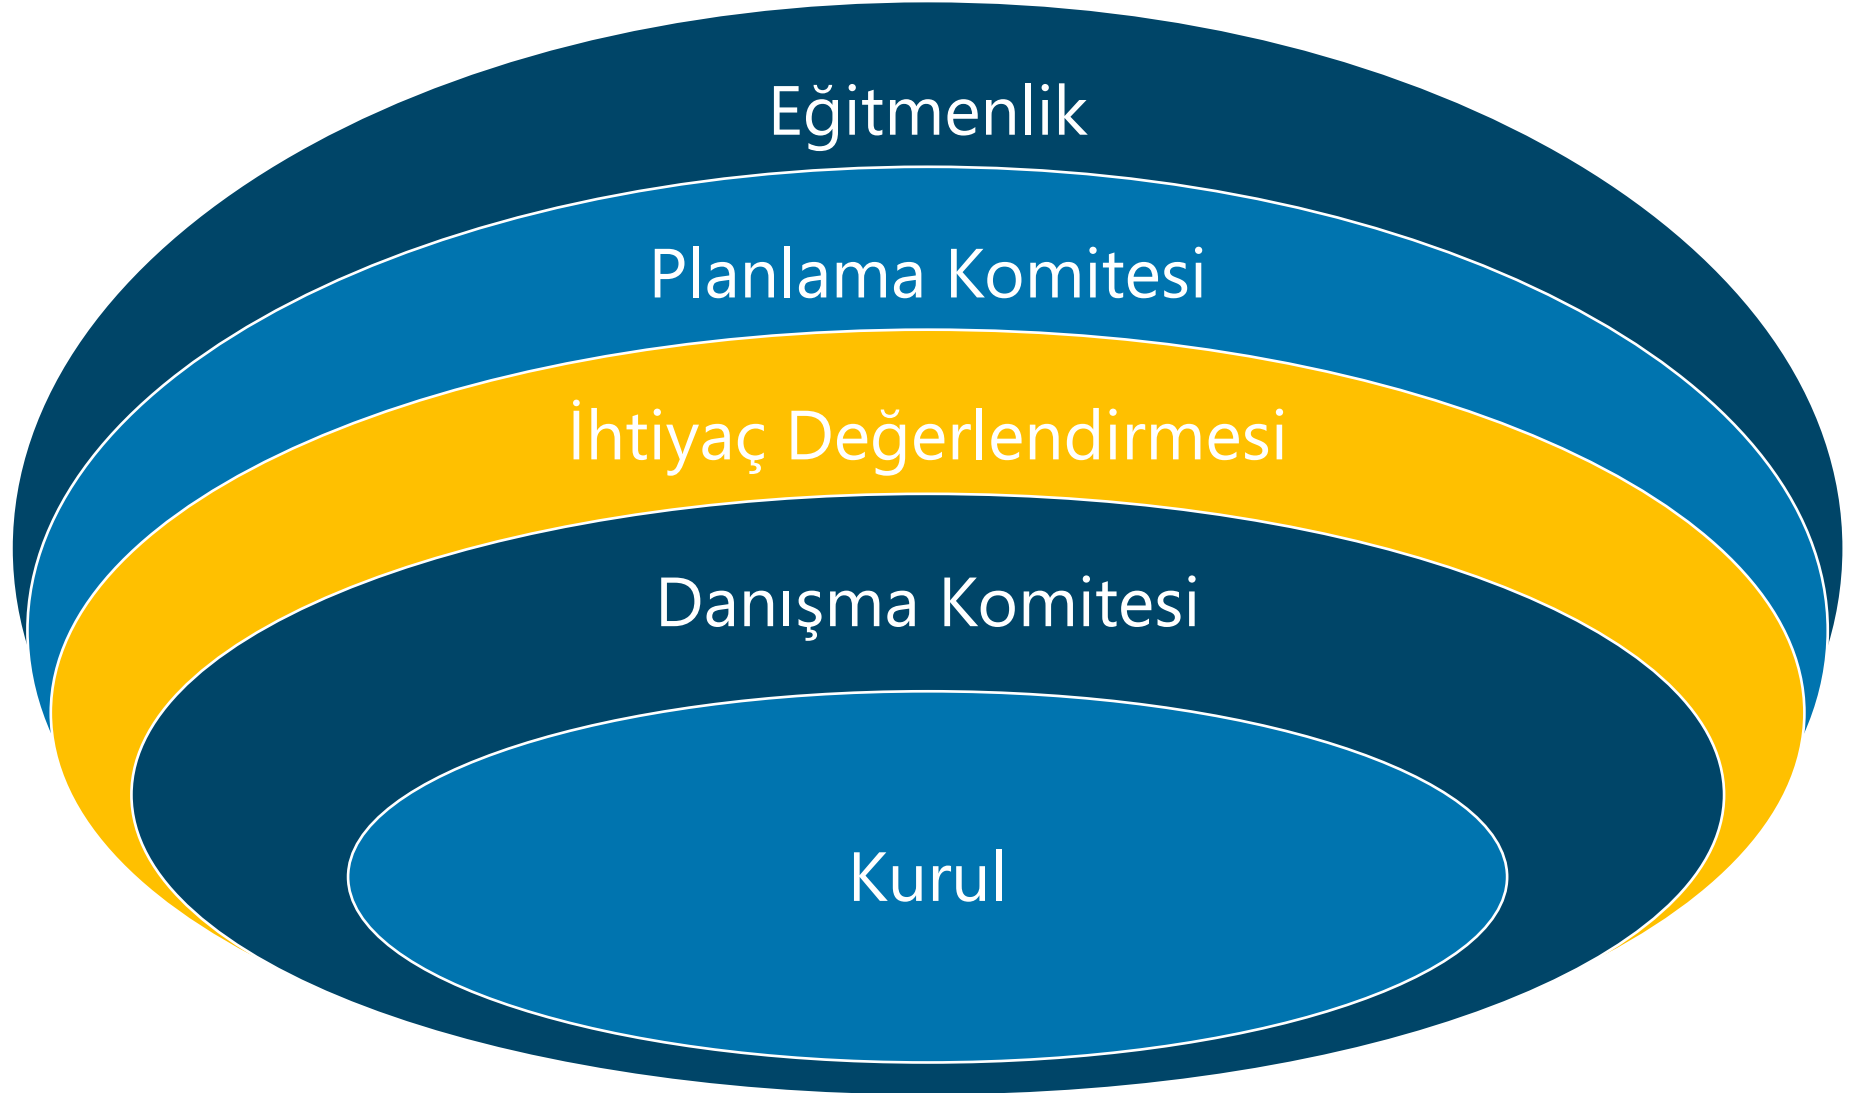 Eğitmenlik
Planlama Komitesi
İhtiyaç Değerlendirmesi
Danışma Komitesi
Kurul